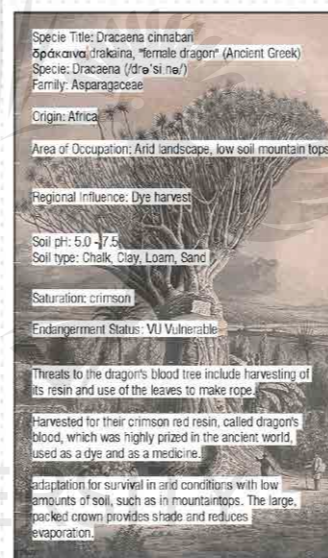 Specie Title: Dracaena cinnabari
δράκαινα drakaina, "female dragon" (Ancient Greek)
Specie: Dracaena (/drəˈsiːnə/)
Family: Asparagaceae
Origin: Africa
Area of Occupation: Arid landscape, low soil mountain tops
Regional Influence: Dye harvest
Soil pH: 5.0 - 7.5
Soil type: Chalk, Clay, Loam, Sand
Saturation: crimson
Endangerment Status: VU Vulnerable
Threats to the dragon's blood tree include harvesting of
its resin and use of the leaves to make rope.
Harvested for their crimson red resin, called dragon's
blood, which was highly prized in the ancient world,
used as a dye and as a medicine.
adaptation for survival in arid conditions with low
amounts of soil, such as in mountaintops. The large,
packed crown provides shade and reduces
evaporation.